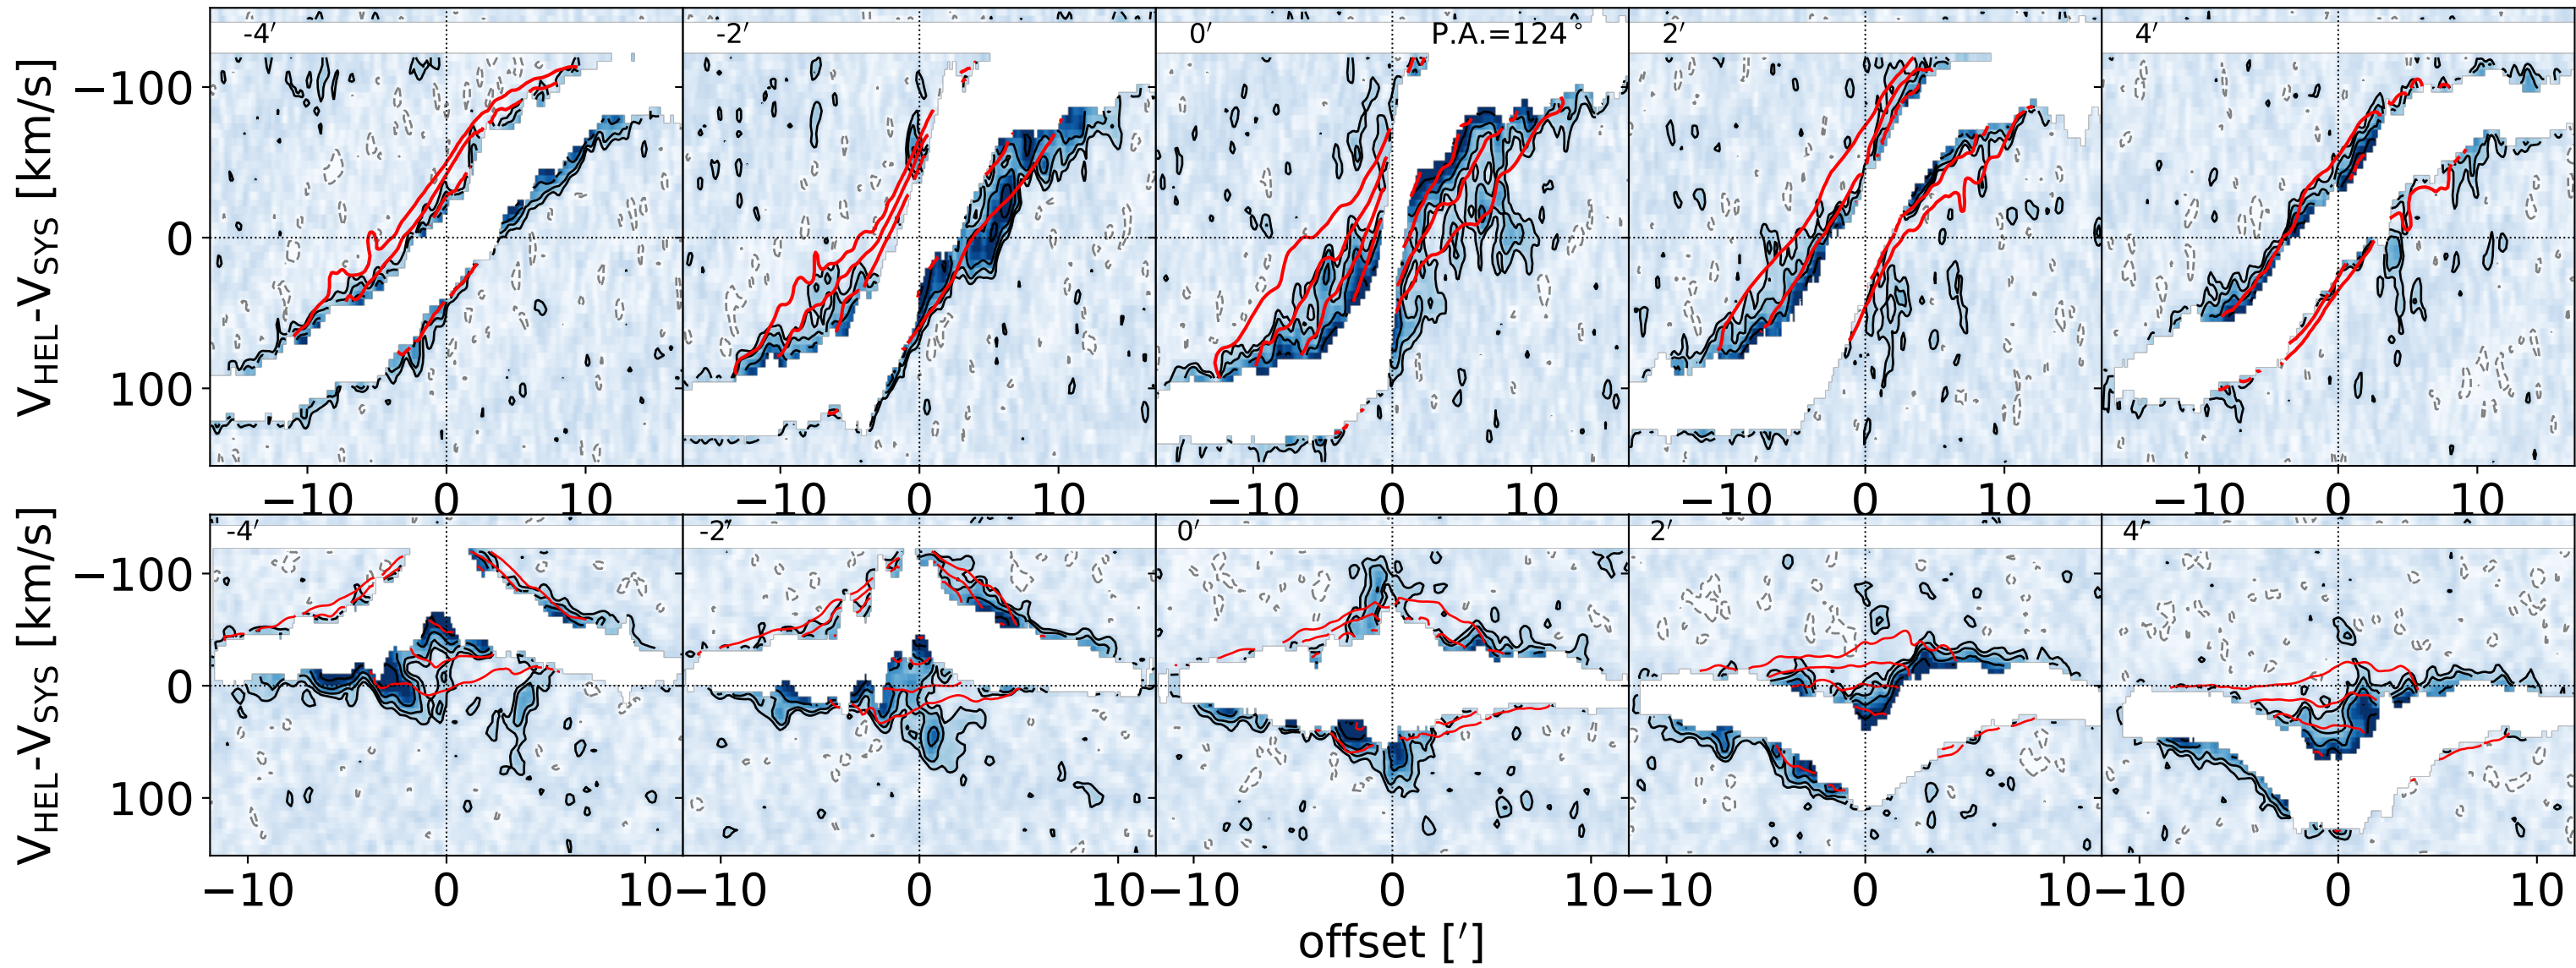 -4′ -2′ 0′ P.A.=124° 2′ 4′
V_HEL-V_SYS [km/s]
−100
0
100
−10 0 10 −10 0 10 −10 0 10 −10 0 10 −10 0 10
-4′ -2′ 0′ 2′ 4′
V_HEL-V_SYS [km/s]
−100
0
100
−10 0 10 −10 0 10 −10 0 10 −10 0 10 −10 0 10
offset [′]